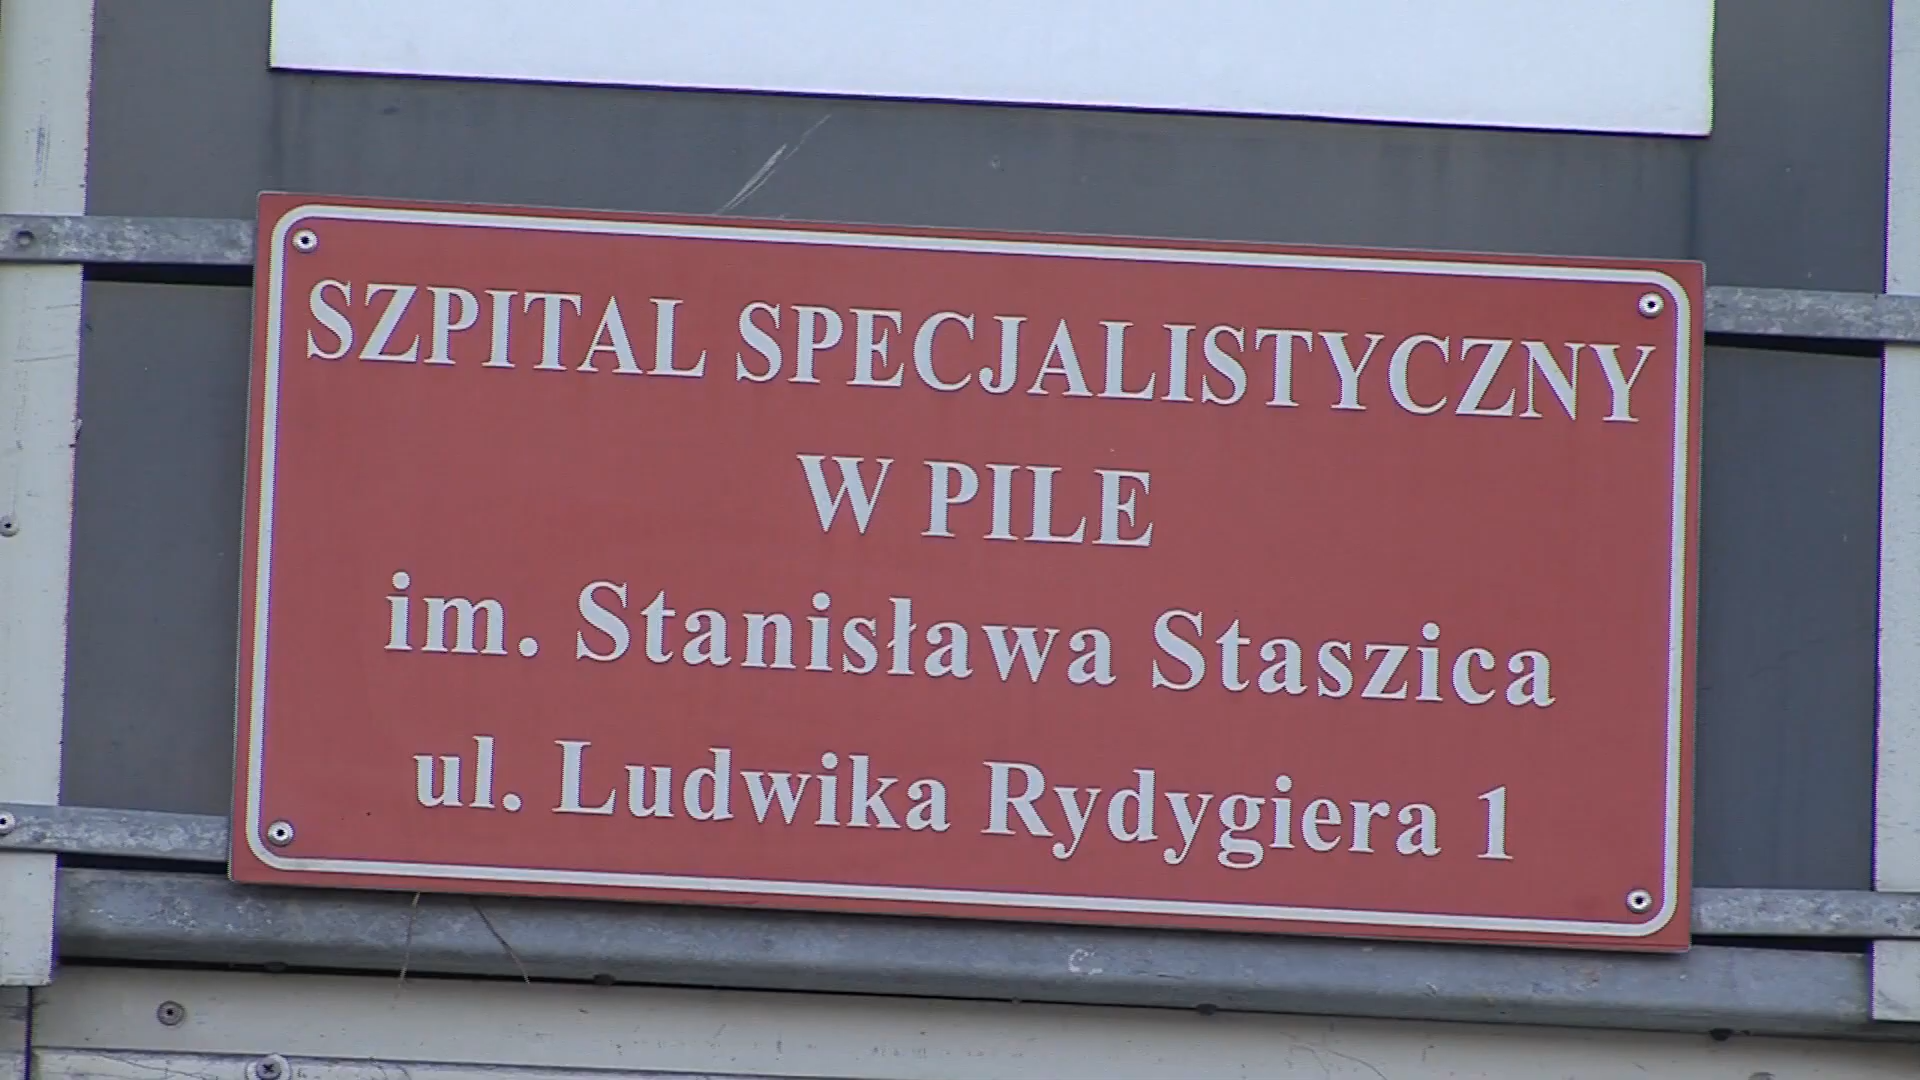 SZPITAL SPECJALISTYCZNY
W PILE
im. Stanisława Staszica
ul. Ludwika Rydygiera 1